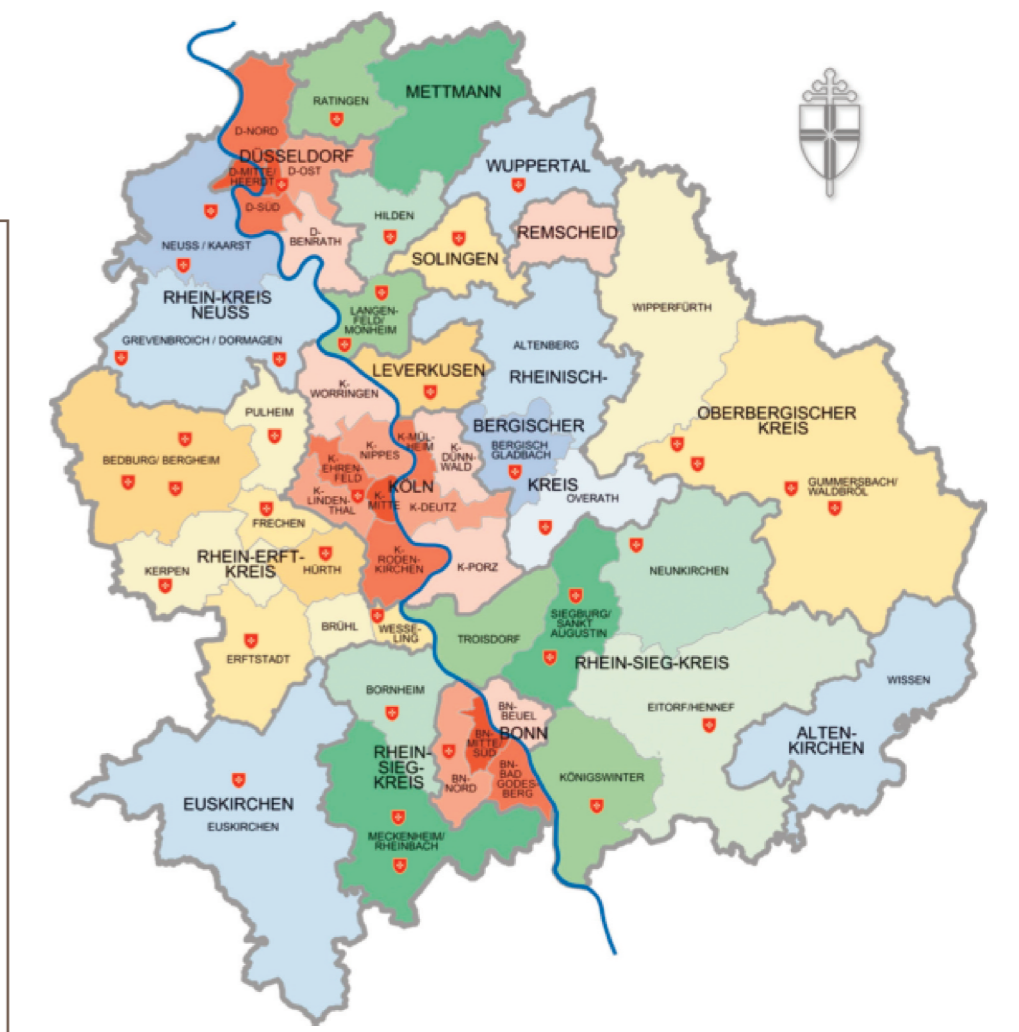 METTMANN
RATINGEN
D-NORD
DÜSSELDORF
D-OST
D-MITTE/
HEERDT
WUPPERTAL
D-SÜD
HILDEN
D-
BENRATH
REMSCHEID
NEUSS / KAARST
SOLINGEN
RHEIN-KREIS
NEUSS
LANGEN-
FELD/
MONHEIM
WIPPERFÜRTH
GREVENBROICH / DORMAGEN
ALTENBERG
LEVERKUSEN
RHEINISCH-
K-
WORRINGEN
PULHEIM
OBERBERGISCHER
KREIS
BERGISCHER
K-MÜL-
HEIM
K-
NIPPES
K-
DÜNN-
WALD
BERGISCH
GLADBACH
BEDBURG/ BERGHEIM
K-
EHREN-
FELD
KÖLN
KREIS
GUMMERSBACH/
WALDBRÖL
K-
LINDEN-
THAL
K-
MITTE
K-DEUTZ
OVERATH
FRECHEN
RHEIN-ERFT-
KREIS
K-
RODEN-
KIRCHEN
K-PORZ
KERPEN
HÜRTH
NEUNKIRCHEN
SIEGBURG/
SANKT
AUGUSTIN
BRÜHL
WESSE-
LING
TROISDORF
ERFTSTADT
RHEIN-SIEG-KREIS
WISSEN
BORNHEIM
EITORF/HENNEF
BN-
BEUEL
BONN
BN-
MITTE/
SÜD
ALTEN-
KIRCHEN
RHEIN-
SIEG-
KREIS
BN-
NORD
BN-
BAD
GODES-
BERG
KÖNIGSWINTER
EUSKIRCHEN
EUSKIRCHEN
MECKENHEIM/
RHEINBACH